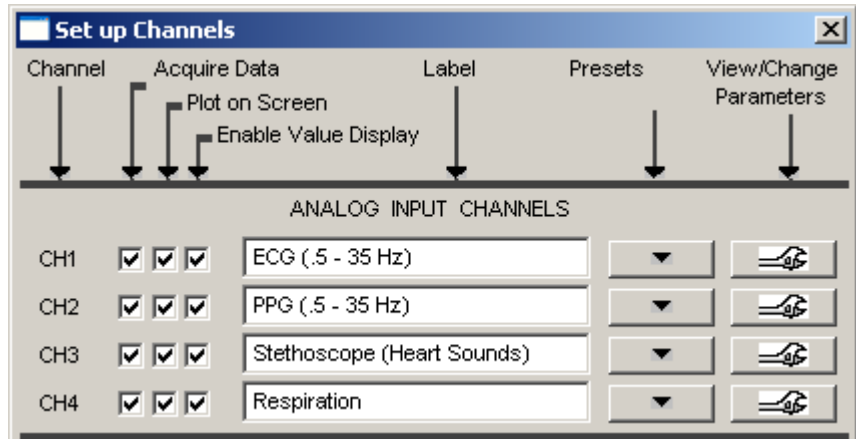 Set up Channels
Channel
Acquire Data
Label
Presets
View/Change
Parameters
Plot on Screen
Enable Value Display
ANALOG INPUT CHANNELS
CH1 ECG (.5 - 35 Hz)
CH2 PPG (.5 - 35 Hz)
CH3 Stethoscope (Heart Sounds)
CH4 Respiration